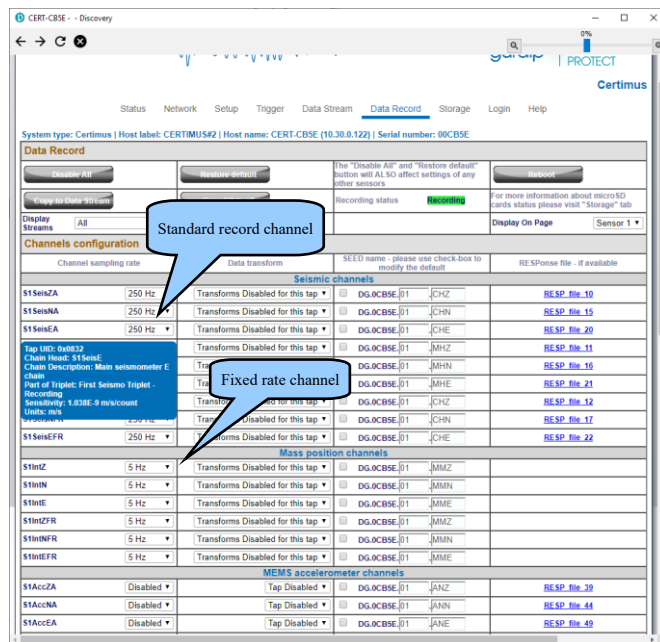 CERT-CB5E - - Discovery
0%
guralp PROTECT
Certimus
Status Network Setup Trigger Data Stream Data Record Storage Login Help
System type: Certimus | Host label: CERTIMUS#2 | Host name: CERT-CB5E (10.30.0.122) | Serial number: 00CB5E
Data Record
Disable All Restore default The "Disable All" and "Restore default" button will ALSO affect settings of any other sensors Reboot
Copy to Data Stream Recording status Recording For more information about microSD cards status please visit "Storage" tab
Display Streams All Display On Page Sensor 1
Standard record channel
Channels configuration
Channel sampling rate Data transform SEED name - please use check-box to modify the default RESPonse file - if available
Seismic channels
S1SeisZA 250 Hz Transforms Disabled for this tap DG.0CB5E. 01 .CHZ RESP file 10
S1SeisNA 250 Hz Transforms Disabled for this tap DG.0CB5E. 01 .CHN RESP file 15
S1SeisEA 250 Hz Transforms Disabled for this tap DG.0CB5E. 01 .CHE RESP file 20
Tap UID: 0x0832
Chain Head: S1SeisE
Chain Description: Main seismometer E
chain
Part of Triplet: First Seismo Triplet -
Recording
Sensitivity: 1.038E-9 m/s/count
Units: m/s
Disabled for this tap DG.0CB5E. 01 .MHZ RESP file 11
Disabled for this tap DG.0CB5E. 01 .MHN RESP file 16
DG.0CB5E. 01 .MHE RESP file 21
DG.0CB5E. 01 .CHZ RESP file 12
Fixed rate channel
S1SeisNFR 250 Hz DG.0CB5E. 01 .CHN RESP file 17
S1SeisEFR 250 Hz Transforms Disabled for this tap DG.0CB5E. 01 .CHE RESP file 22
Mass position channels
S1IntZ 5 Hz Transforms Disabled for this tap DG.0CB5E. 01 .MMZ
S1IntN 5 Hz Transforms Disabled for this tap DG.0CB5E. 01 .MMN
S1IntE 5 Hz Transforms Disabled for this tap DG.0CB5E. 01 .MME
S1IntZFR 5 Hz Transforms Disabled for this tap DG.0CB5E. 01 .MMZ
S1IntNFR 5 Hz Transforms Disabled for this tap DG.0CB5E. 01 .MMN
S1IntEFR 5 Hz Transforms Disabled for this tap DG.0CB5E. 01 .MME
MEMS accelerometer channels
S1AccZA Disabled Tap Disabled DG.0CB5E. 01 .ANZ RESP file 39
S1AccNA Disabled Tap Disabled DG.0CB5E. 01 .ANN RESP file 44
S1AccEA Disabled Tap Disabled DG.0CB5E. 01 .ANE RESP file 49